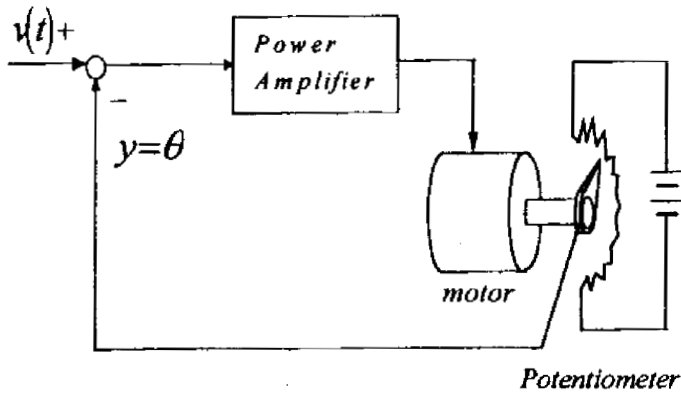 v(t)+
Power
Amplifier
−
y=θ
motor
Potentiometer